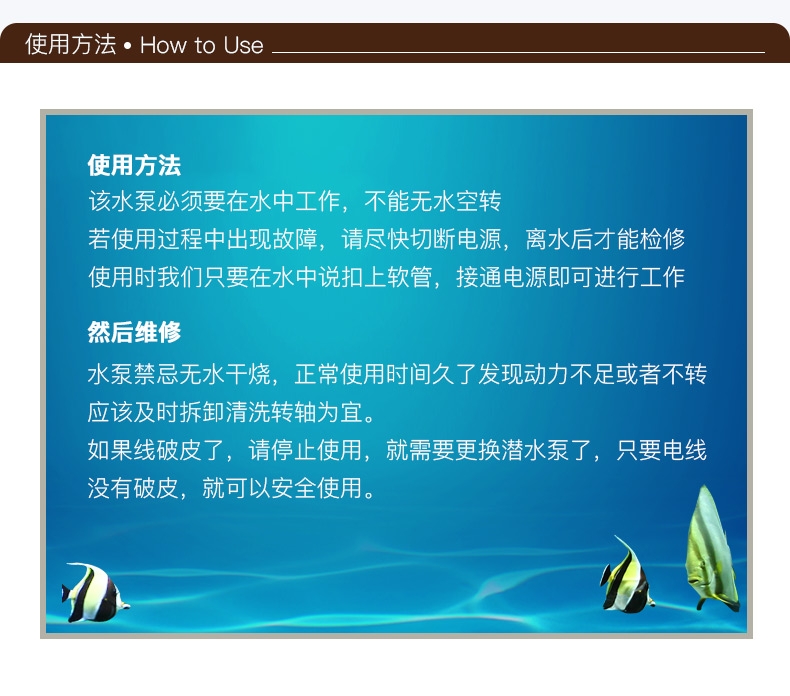 使用方法 • How to Use
使用方法
该水泵必须要在水中工作，不能无水空转
若使用过程中出现故障，请尽快切断电源，离水后才能检修
使用时我们只要在水中说扣上软管，接通电源即可进行工作
然后维修
水泵禁忌无水干烧，正常使用时间久了发现动力不足或者不转
应该及时拆卸清洗转轴为宜。
如果线破皮了，请停止使用，就需要更换潜水泵了，只要电线
没有破皮，就可以安全使用。